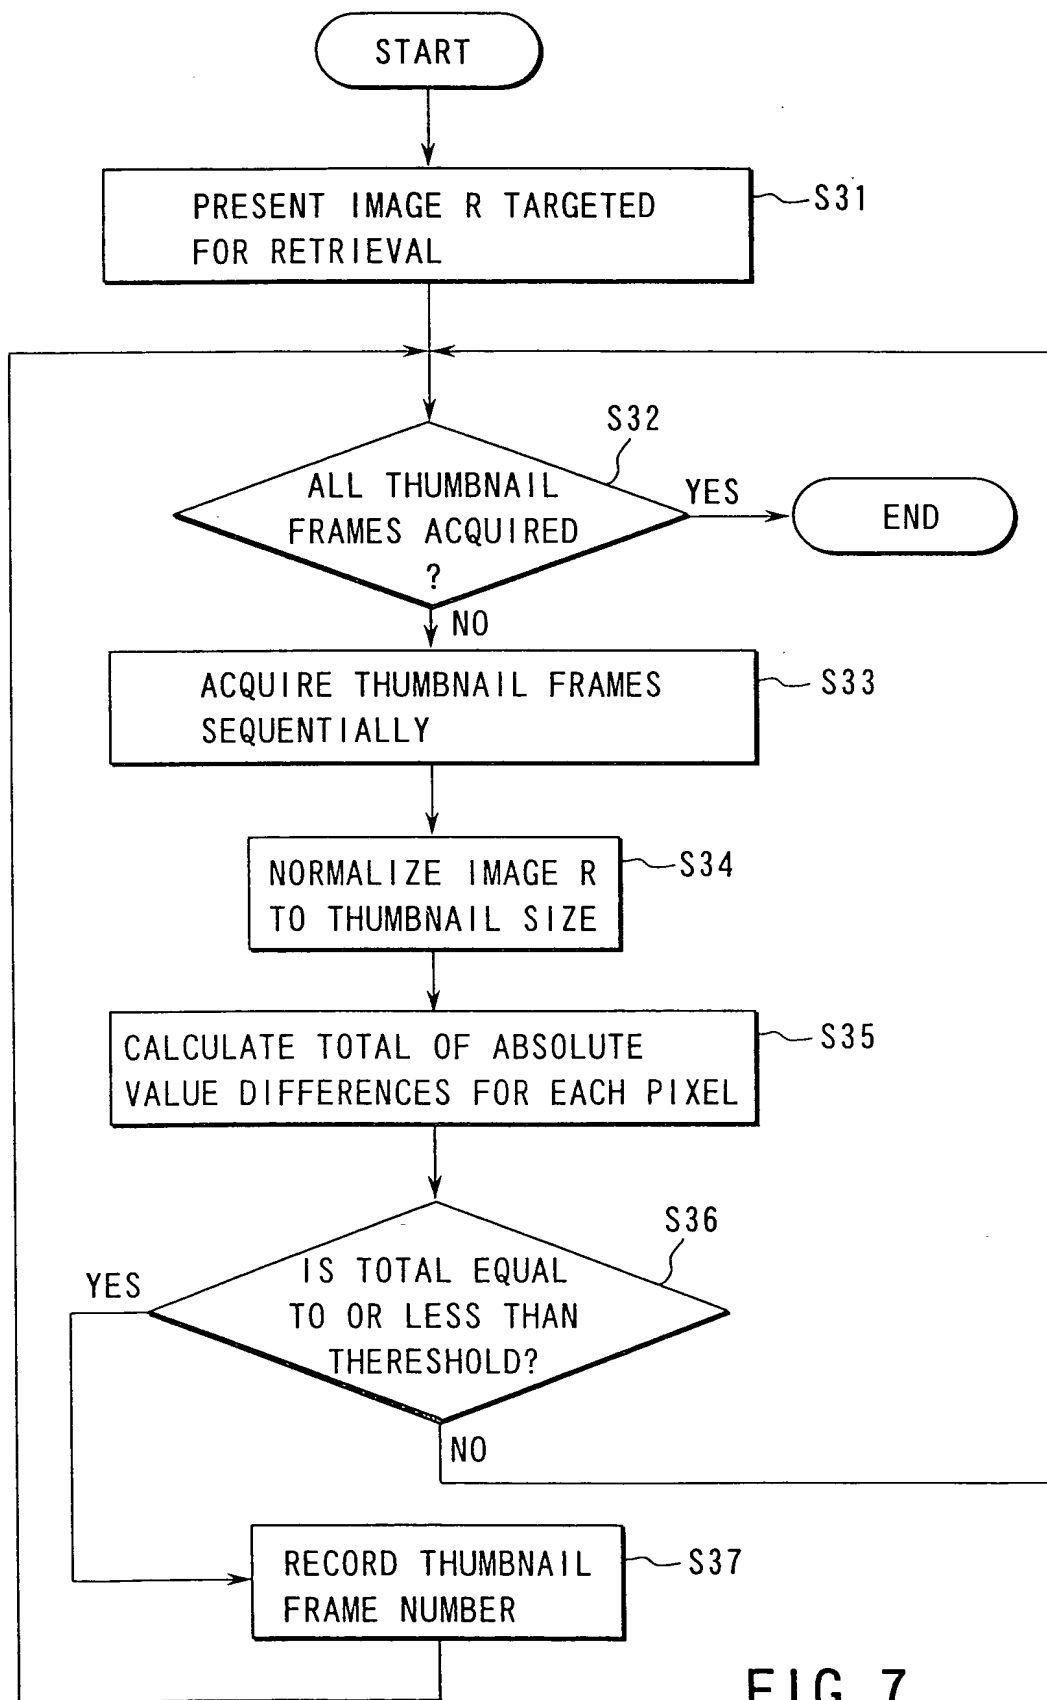 START
PRESENT IMAGE R TARGETED
FOR RETRIEVAL
S31
S32
ALL THUMBNAIL
FRAMES ACQUIRED
?
YES
END
NO
ACQUIRE THUMBNAIL FRAMES
SEQUENTIALLY
S33
NORMALIZE IMAGE R
TO THUMBNAIL SIZE
S34
CALCULATE TOTAL OF ABSOLUTE
VALUE DIFFERENCES FOR EACH PIXEL
S35
S36
IS TOTAL EQUAL
TO OR LESS THAN
THERESHOLD?
YES
NO
RECORD THUMBNAIL
FRAME NUMBER
S37
FIG. 7